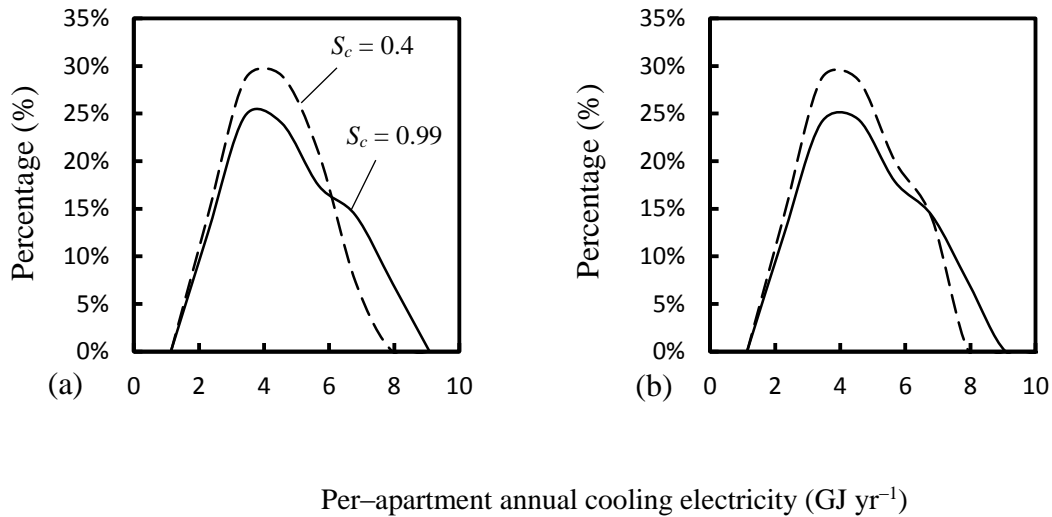 35%
30%
25%
20%
15%
10%
5%
0%
Percentage (%)
S_c = 0.4
S_c = 0.99
0 2 4 6 8 10
(a)
35%
30%
25%
20%
15%
10%
5%
0%
Percentage (%)
0 2 4 6 8 10
(b)
Per–apartment annual cooling electricity (GJ yr⁻¹)